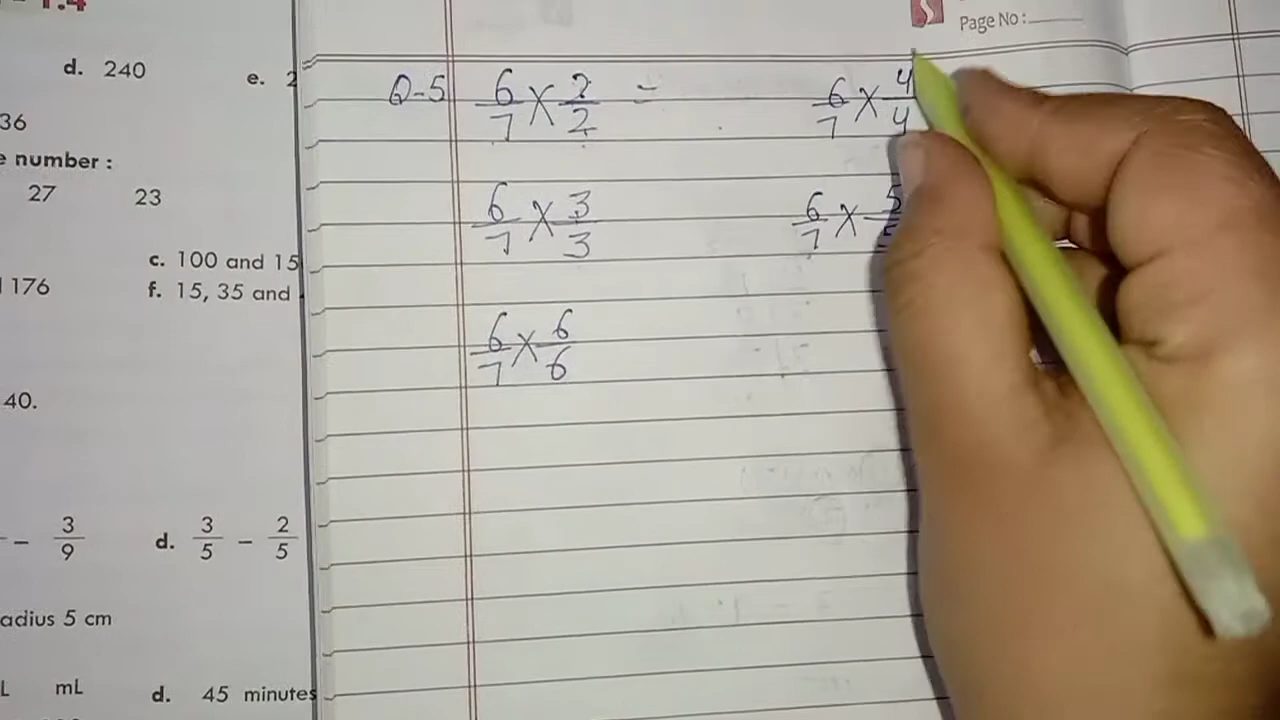 1.4
d. 240 e. 2
36
e number :
27 23
c. 100 and 15
176 f. 15, 35 and
40.
- 3/9 d. 3/5 - 2/5
adius 5 cm
L mL d. 45 minutes
Page No :
Q-5 6/7 × 2/2 = 6/7 × 4/4
6/7 × 3/3 6/7 × 5
6/7 × 6/6